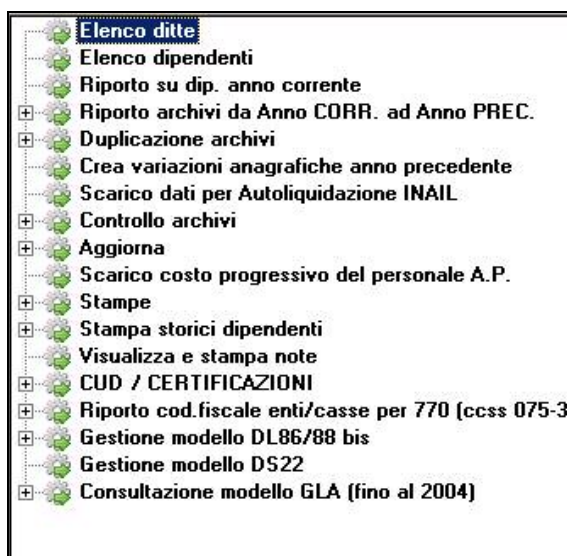 Elenco ditte
Elenco dipendenti
Riporto su dip. anno corrente
Riporto archivi da Anno CORR. ad Anno PREC.
Duplicazione archivi
Crea variazioni anagrafiche anno precedente
Scarico dati per Autoliquidazione INAIL
Controllo archivi
Aggiorna
Scarico costo progressivo del personale A.P.
Stampe
Stampa storici dipendenti
Visualizza e stampa note
CUD / CERTIFICAZIONI
Riporto cod.fiscale enti/casse per 770 (ccss 075-3
Gestione modello DL86/88 bis
Gestione modello DS22
Consultazione modello GLA (fino al 2004)